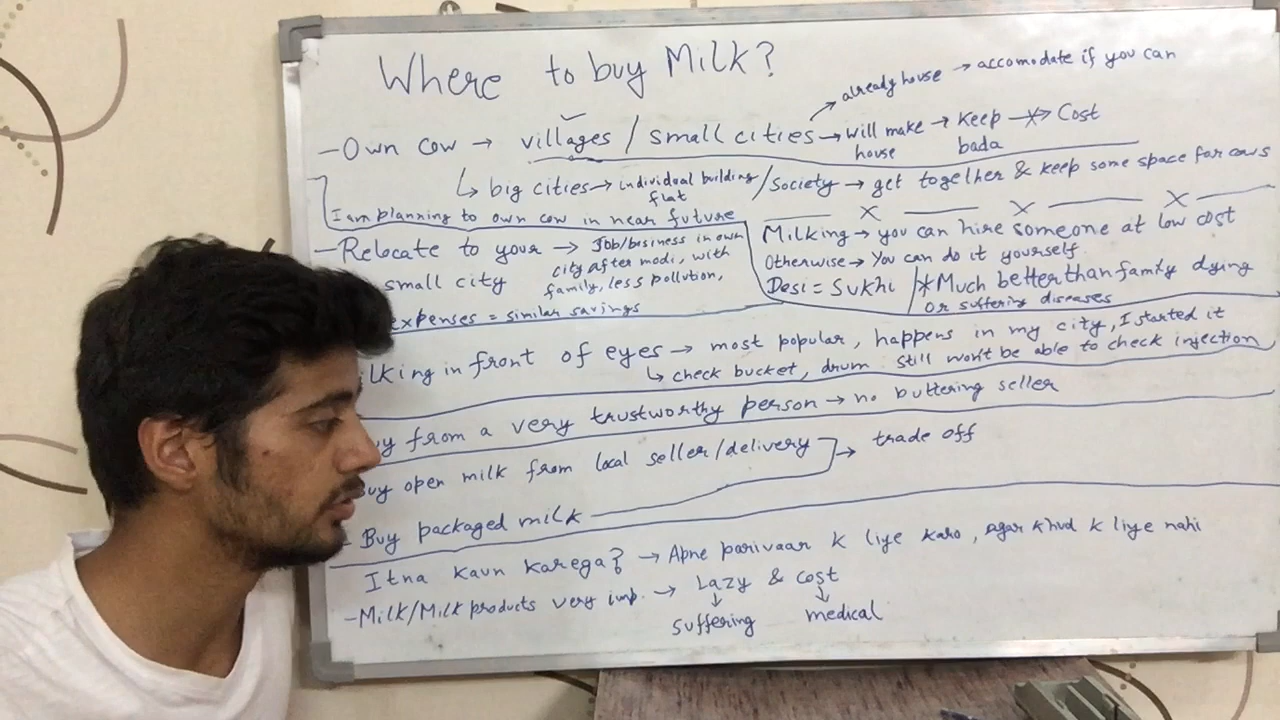 Where to buy Milk?
already house → accomodate if you can
- Own cow → villages / small cities → will make house → keep bada → Cost
↳ big cities → individual building / flat / society → get together & keep some space for cows
I am planning to own cow in near future
- Relocate to your small city → Job/business in own city after modi, with family, less pollution,
expenses = similar savings
Milking → you can hire someone at low cost
Otherwise → You can do it yourself
Desi = Sukhi / * Much better than family dying or suffering diseases
ilking in front of eyes → most popular, happens in my city, I started it
↳ check bucket, drum still won't be able to check injection
uy from a very trustworthy person → no buttering seller
Buy open milk from local seller/delivery → trade off
- Buy packaged milk
Itna kaun karega? → Apne parivaar k liye karo, agar khud k liye nahi
- Milk/Milk products very imp. → Lazy & cost
suffering medical